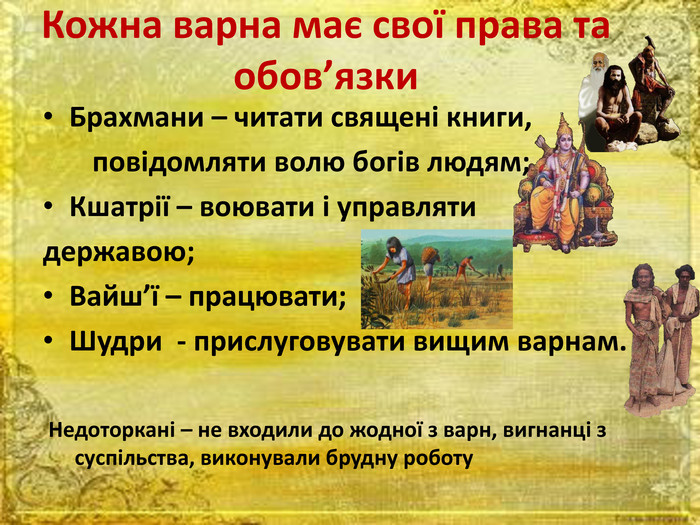 Кожна варна має свої права та
обов’язки
• Брахмани – читати священі книги,
повідомляти волю богів людям;
• Кшатрії – воювати і управляти
державою;
• Вайш’ї – працювати;
• Шудри - прислуговувати вищим варнам.
Недоторкані – не входили до жодної з варн, вигнанці з
суспільства, виконували брудну роботу